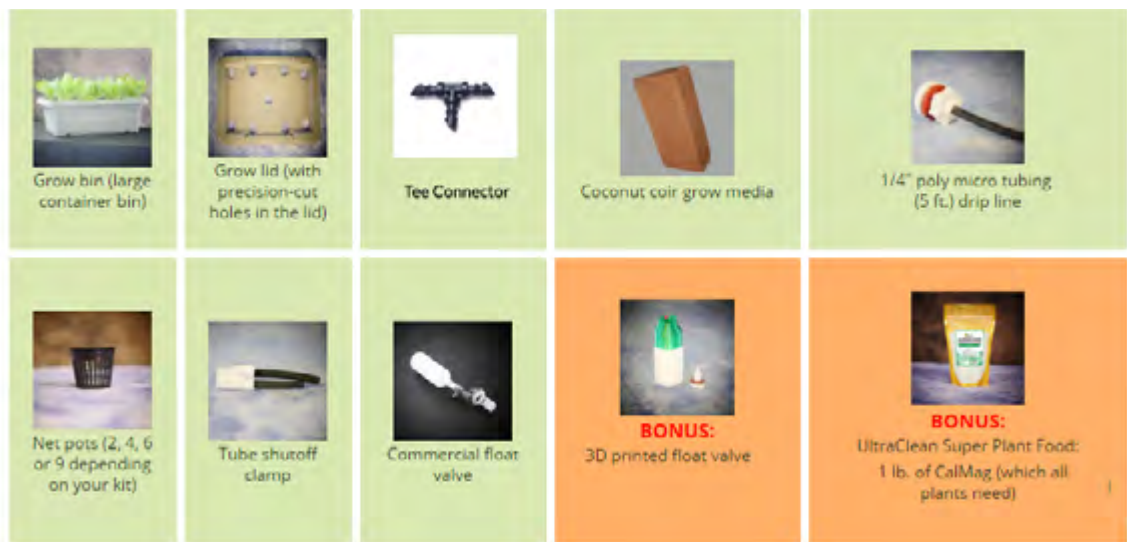 Grow bin (large
container bin)
Grow lid (with
precision-cut
holes in the lid)
Tee Connector
Coconut coir grow media
1/4" poly micro tubing
(5 ft.) drip line
Net pots (2, 4, 6
or 9 depending
on your kit)
Tube shutoff
clamp
Commercial float
valve
BONUS:
3D printed float valve
BONUS:
UltraClean Super Plant Food:
1 lb. of CalMag (which all
plants need)